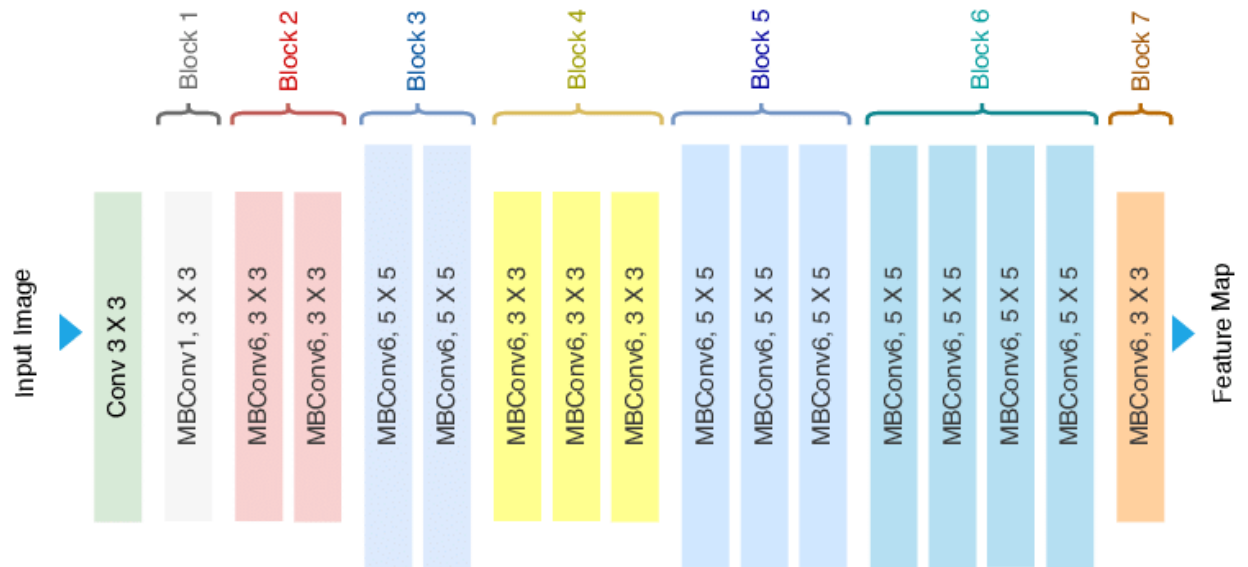 Block 1
Block 2
Block 3
Block 4
Block 5
Block 6
Block 7
Input Image
Conv 3 X 3
MBConv1, 3 X 3
MBConv6, 3 X 3
MBConv6, 3 X 3
MBConv6, 5 X 5
MBConv6, 5 X 5
MBConv6, 3 X 3
MBConv6, 3 X 3
MBConv6, 3 X 3
MBConv6, 5 X 5
MBConv6, 5 X 5
MBConv6, 5 X 5
MBConv6, 5 X 5
MBConv6, 5 X 5
MBConv6, 5 X 5
MBConv6, 5 X 5
MBConv6, 3 X 3
Feature Map